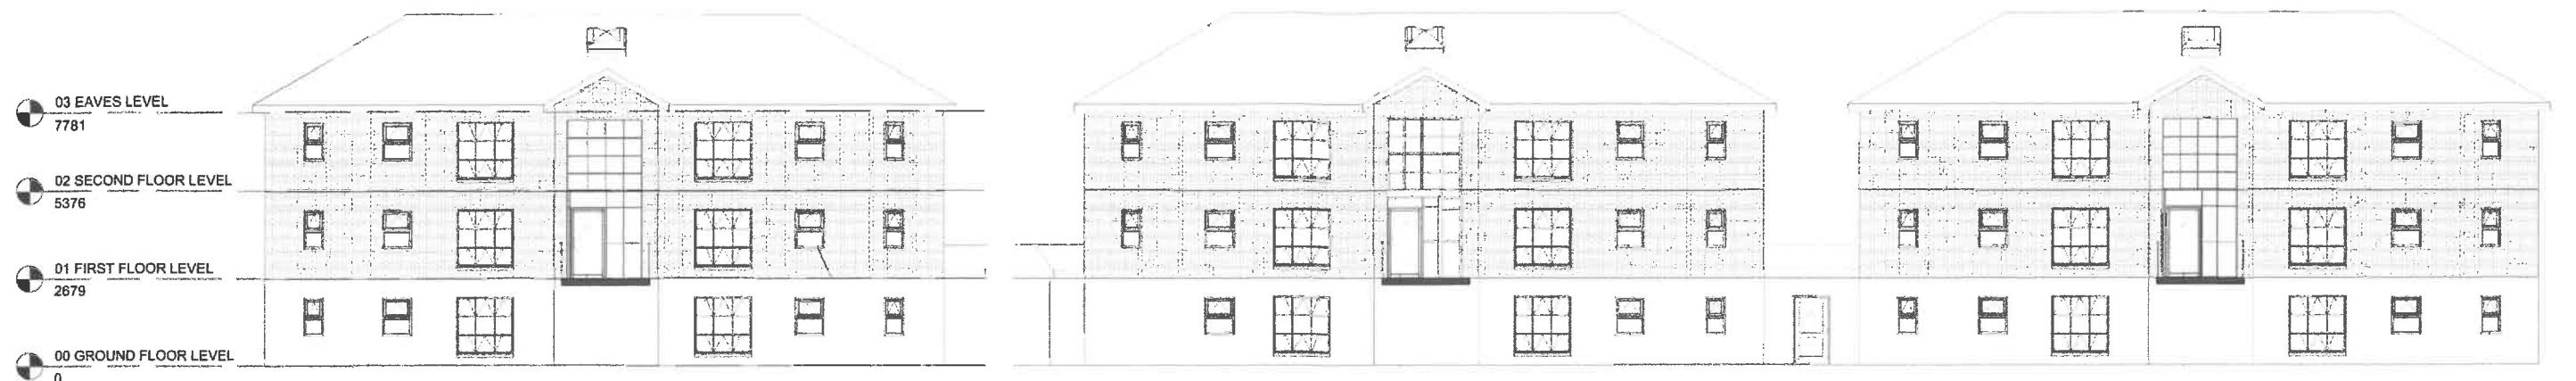 03 EAVES LEVEL
7781
02 SECOND FLOOR LEVEL
5376
01 FIRST FLOOR LEVEL
2679
00 GROUND FLOOR LEVEL
0